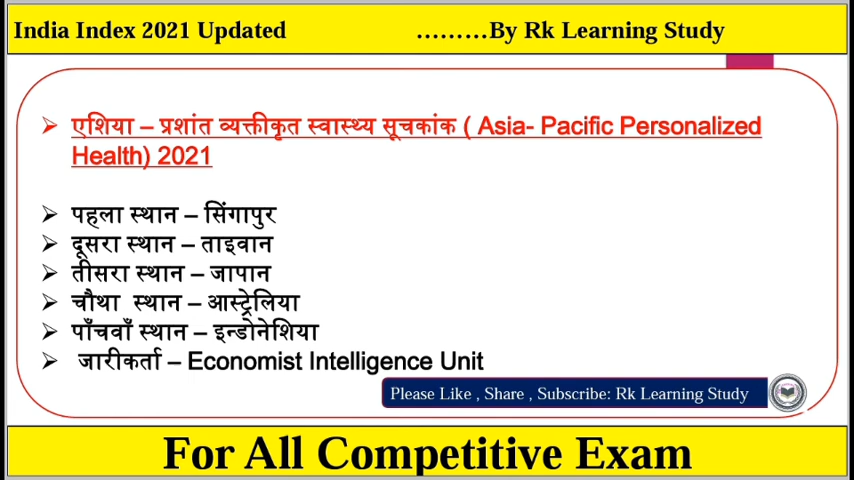 India Index 2021 Updated ………By Rk Learning Study
➢ एशिया – प्रशांत व्यक्तीकृत स्वास्थ्य सूचकांक ( Asia- Pacific Personalized
Health) 2021
➢ पहला स्थान – सिंगापुर
➢ दूसरा स्थान – ताइवान
➢ तीसरा स्थान – जापान
➢ चौथा स्थान – आस्ट्रेलिया
➢ पाँचवाँ स्थान – इन्डोनेशिया
➢ जारीकर्ता – Economist Intelligence Unit
Please Like , Share , Subscribe: Rk Learning Study
For All Competitive Exam